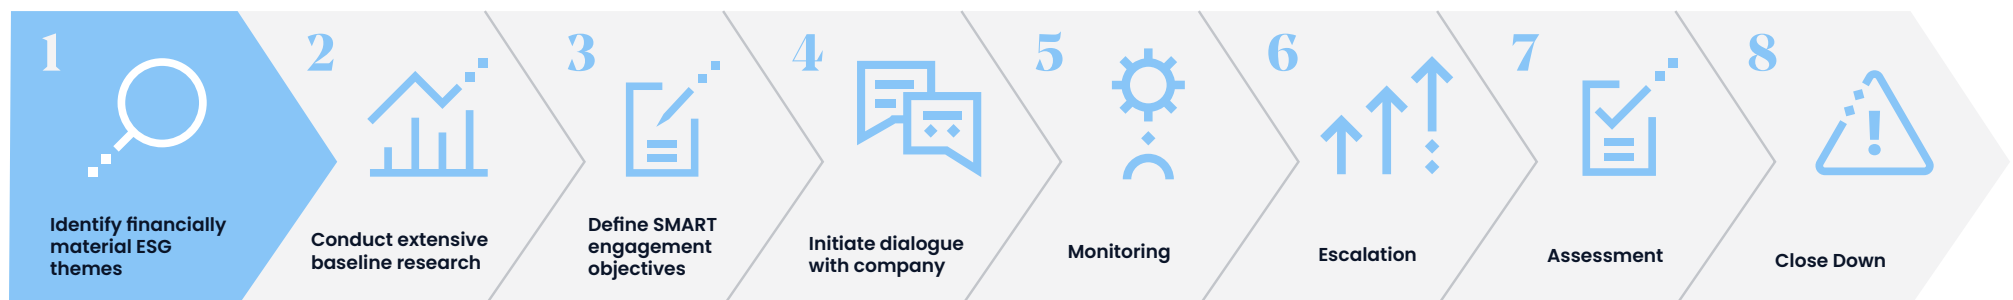 1
Identify financially
material ESG
themes
2
Conduct extensive
baseline research
3
Define SMART
engagement
objectives
4
Initiate dialogue
with company
5
Monitoring
6
Escalation
7
Assessment
8
!
Close Down